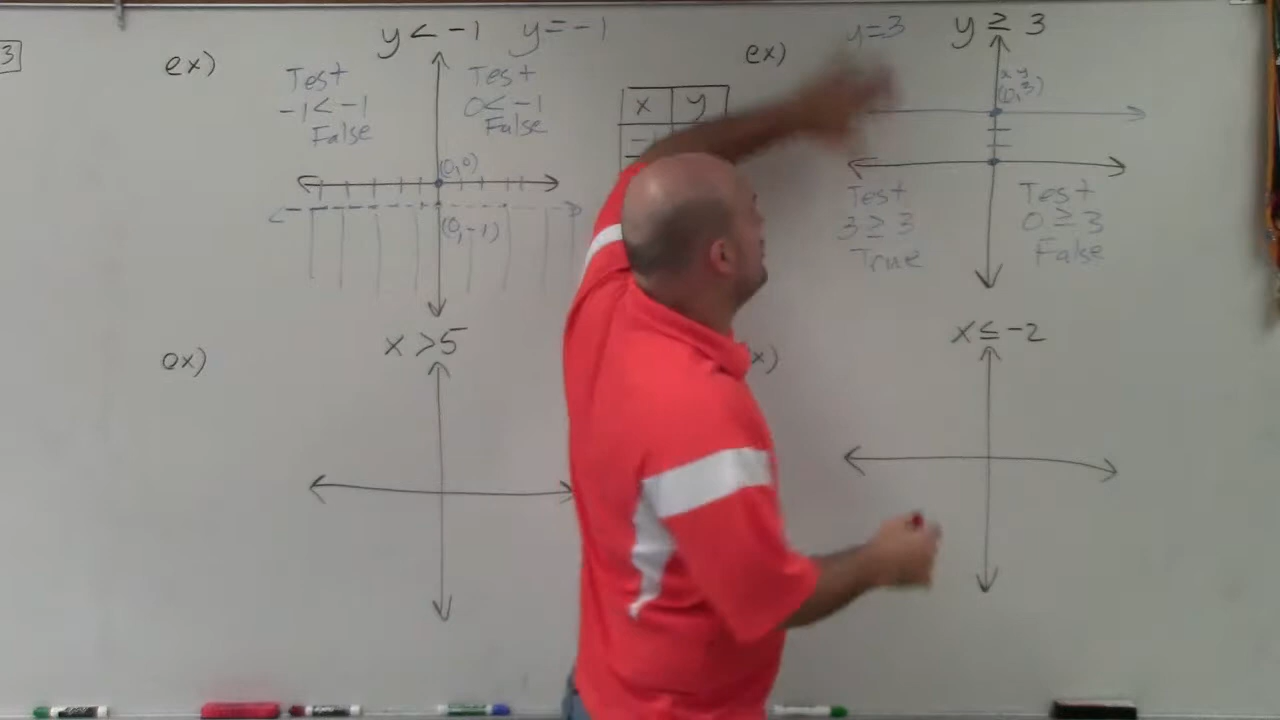 3
ex)
y < -1
y = -1
Test
-1 < -1
False
Test
0 < -1
False
(0,0)
(0,-1)
x
y
ex)
y=3
y ≥ 3
x y
(0,3)
Test
3 ≥ 3
True
Test
0 ≥ 3
False
ex)
x >5
x)
x ≤ -2